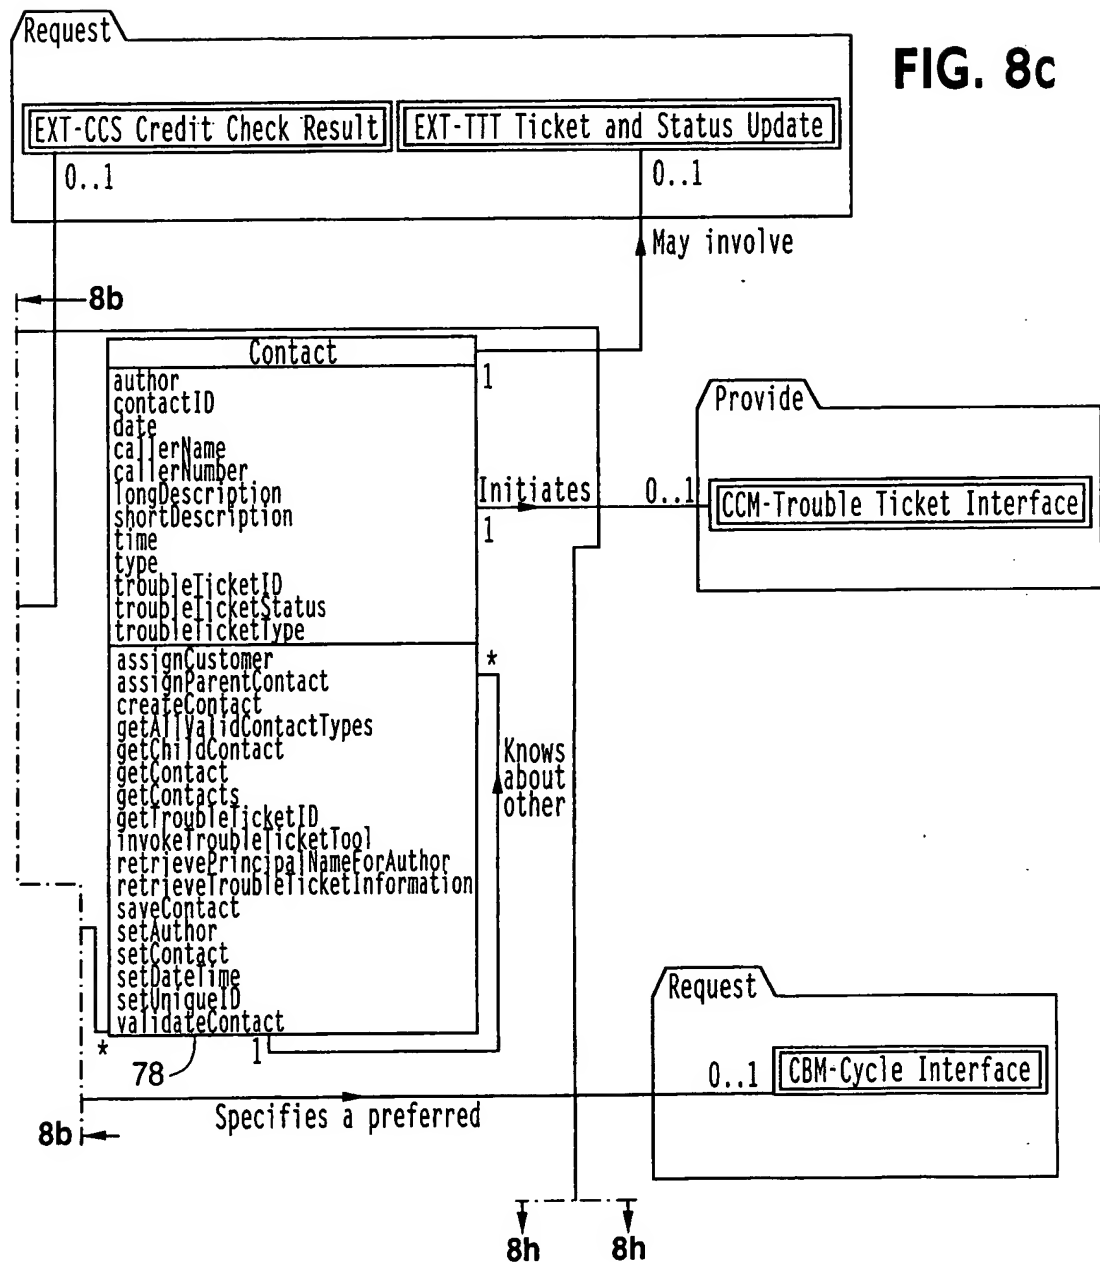 Request
FIG. 8c
EXT-CCS Credit Check Result
EXT-TTT Ticket and Status Update
0..1
0..1
May involve
8b
Contact
1
author
contactID
date
callerName
callerNumber
longDescription
shortDescription
time
type
troubleTicketID
troubleTicketStatus
troubleTicketType
Initiates
1
0..1
Provide
CCM-Trouble Ticket Interface
*
assignCustomer
assignParentContact
createContact
getAllValidContactTypes
getChildContact
getContact
getContacts
getTroubleTicketID
invokeTroubleTicketTool
retrievePrincipalNameForAuthor
retrieveTroubleTicketInformation
saveContact
setAuthor
setContact
setDateTime
setUniqueID
validateContact
Knows
about
other
*
1
78
Request
0..1
CBM-Cycle Interface
Specifies a preferred
8b
8h
8h